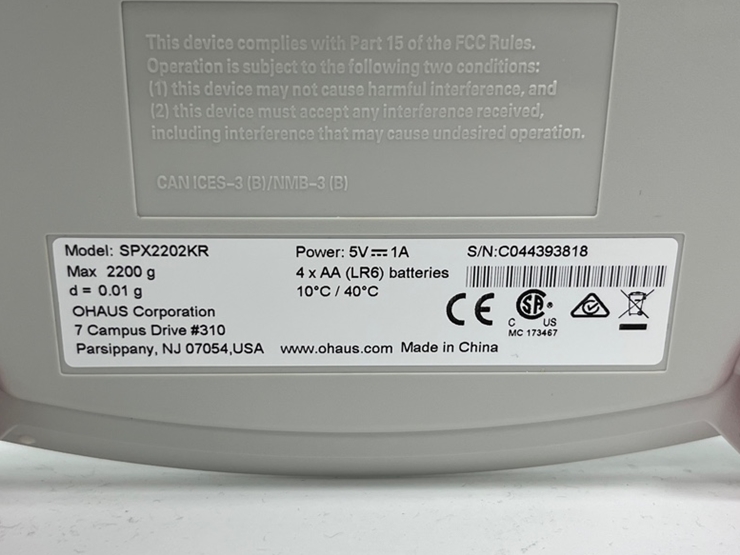 This device complies with Part 15 of the FCC Rules.
Operation is subject to the following two conditions:
(1) this device may not cause harmful interference, and
(2) this device must accept any interference received,
including interference that may cause undesired operation.
CAN ICES-3 (B)/NMB-3 (B)
Model: SPX2202KR
Max 2200 g
d = 0.01 g
OHAUS Corporation
7 Campus Drive #310
Parsippany, NJ 07054,USA www.ohaus.com Made in China
Power: 5V⎓1A
4 x AA (LR6) batteries
10°C / 40°C
S/N:C044393818
CE
SA
C US
MC 173467